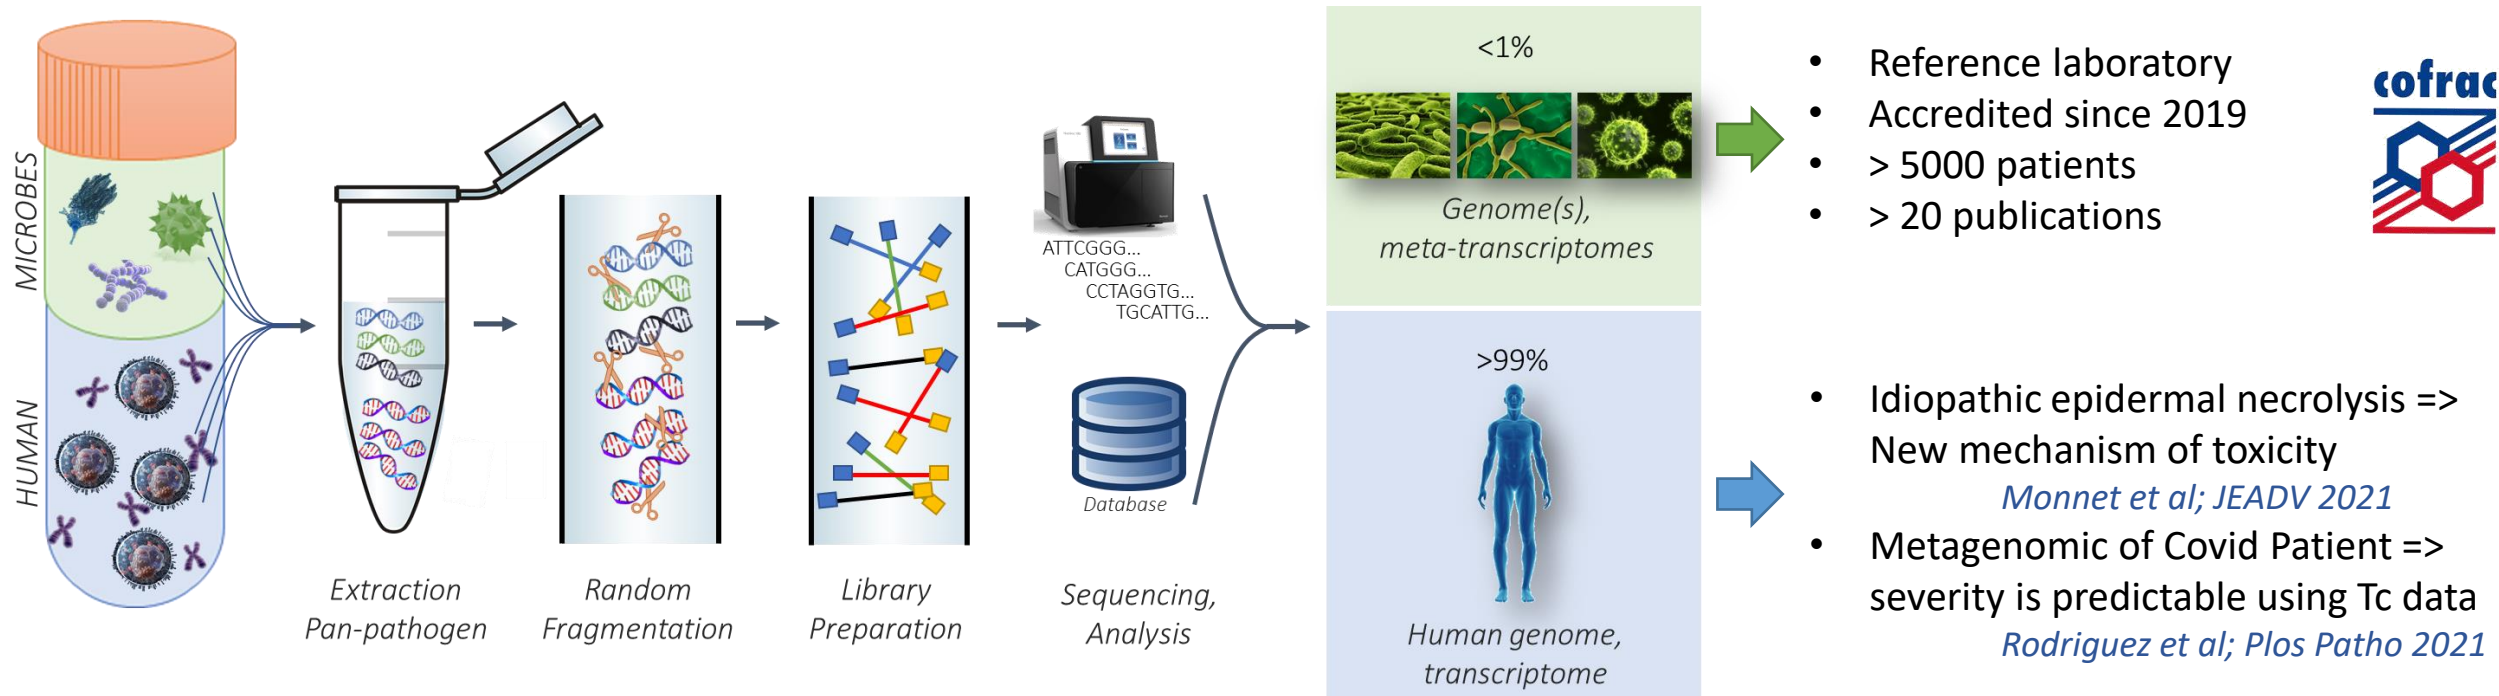 MICROBES
HUMAN
Extraction
Pan-pathogen
Random
Fragmentation
Library
Preparation
ATTCGGG...
CATGGG...
CCTAGGTG...
TGCATTG...
Database
Sequencing,
Analysis
<1%
Genome(s),
meta-transcriptomes
>99%
Human genome,
transcriptome
• Reference laboratory
• Accredited since 2019
• > 5000 patients
• > 20 publications
cofrac
• Idiopathic epidermal necrolysis =>
New mechanism of toxicity
Monnet et al; JEADV 2021
• Metagenomic of Covid Patient =>
severity is predictable using Tc data
Rodriguez et al; Plos Patho 2021